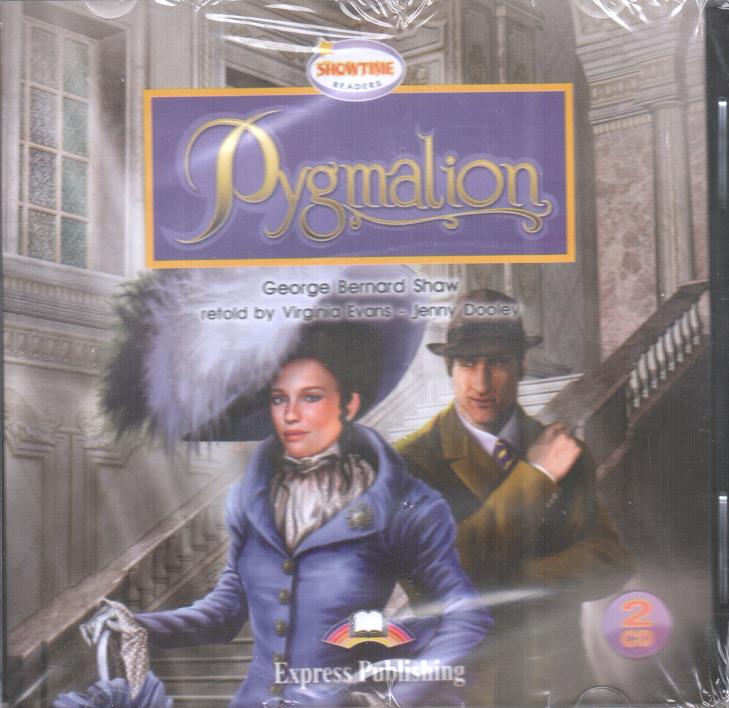 SHOWTIME
READERS
Pygmalion
George Bernard Shaw
retold by Virginia Evans - Jenny Dooley
2
CD
Express Publishing